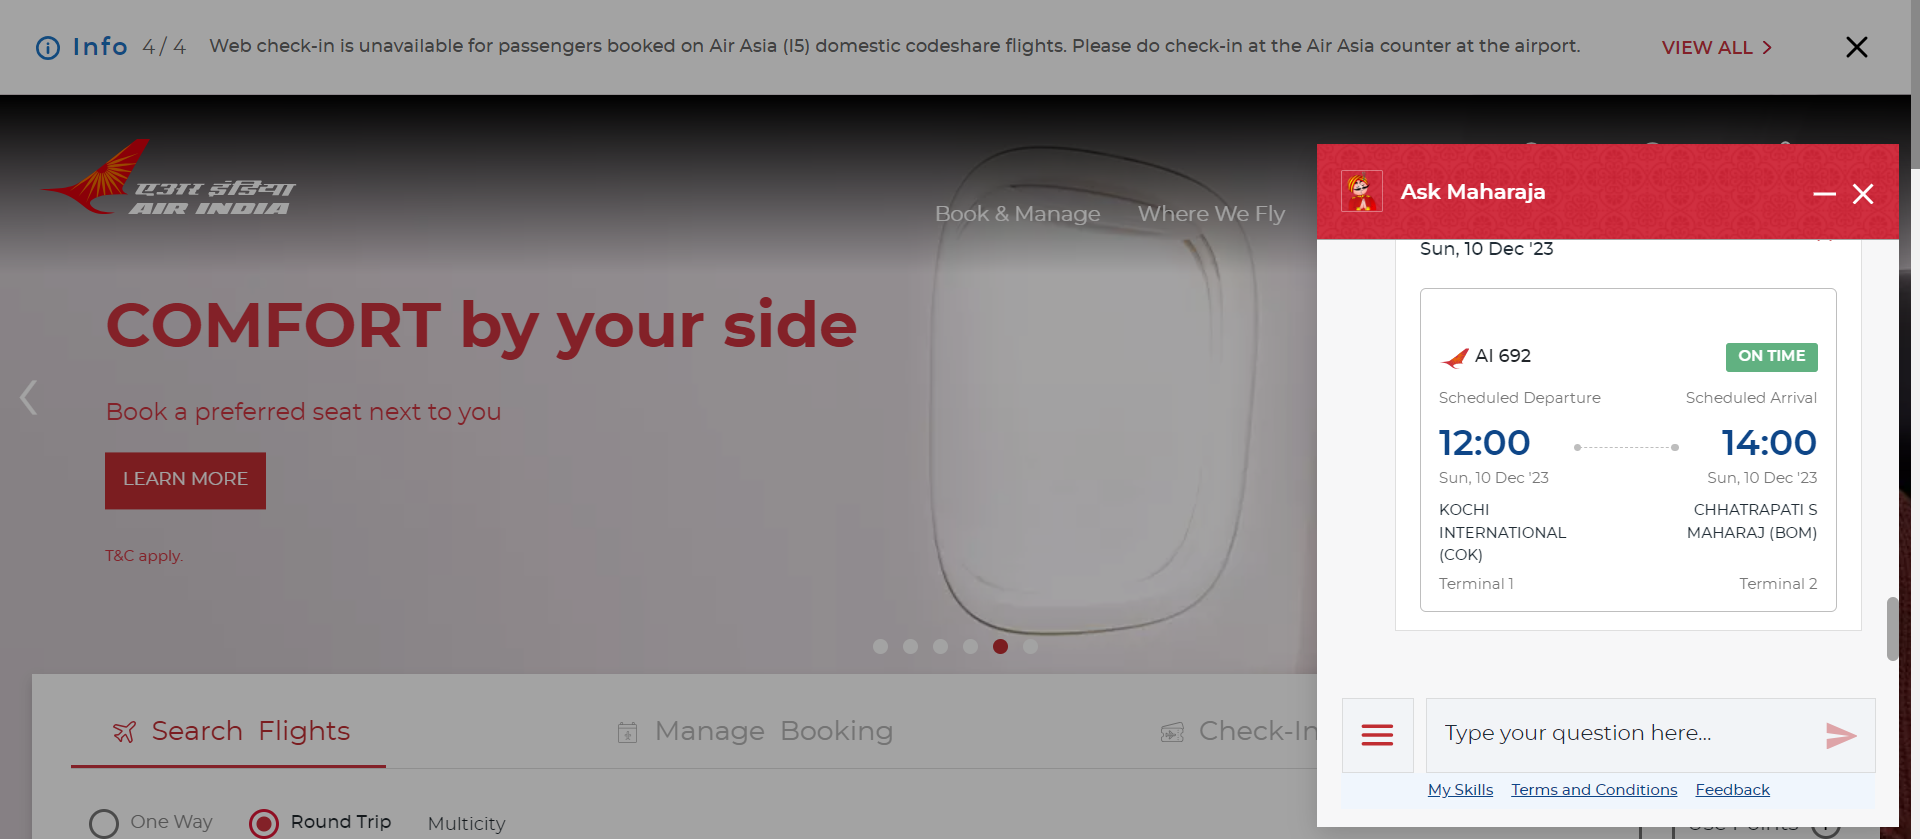 Info 4 / 4 Web check-in is unavailable for passengers booked on Air Asia (I5) domestic codeshare flights. Please do check-in at the Air Asia counter at the airport. VIEW ALL
एअर इंडिया
AIR INDIA
Book & Manage Where We Fly
COMFORT by your side
Book a preferred seat next to you
LEARN MORE
T&C apply.
Search Flights Manage Booking Check-In
One Way Round Trip Multicity
Ask Maharaja
Sun, 10 Dec '23
AI 692 ON TIME
Scheduled Departure Scheduled Arrival
12:00 14:00
Sun, 10 Dec '23 Sun, 10 Dec '23
KOCHI CHHATRAPATI S
INTERNATIONAL MAHARAJ (BOM)
(COK)
Terminal 1 Terminal 2
Type your question here...
My Skills Terms and Conditions Feedback